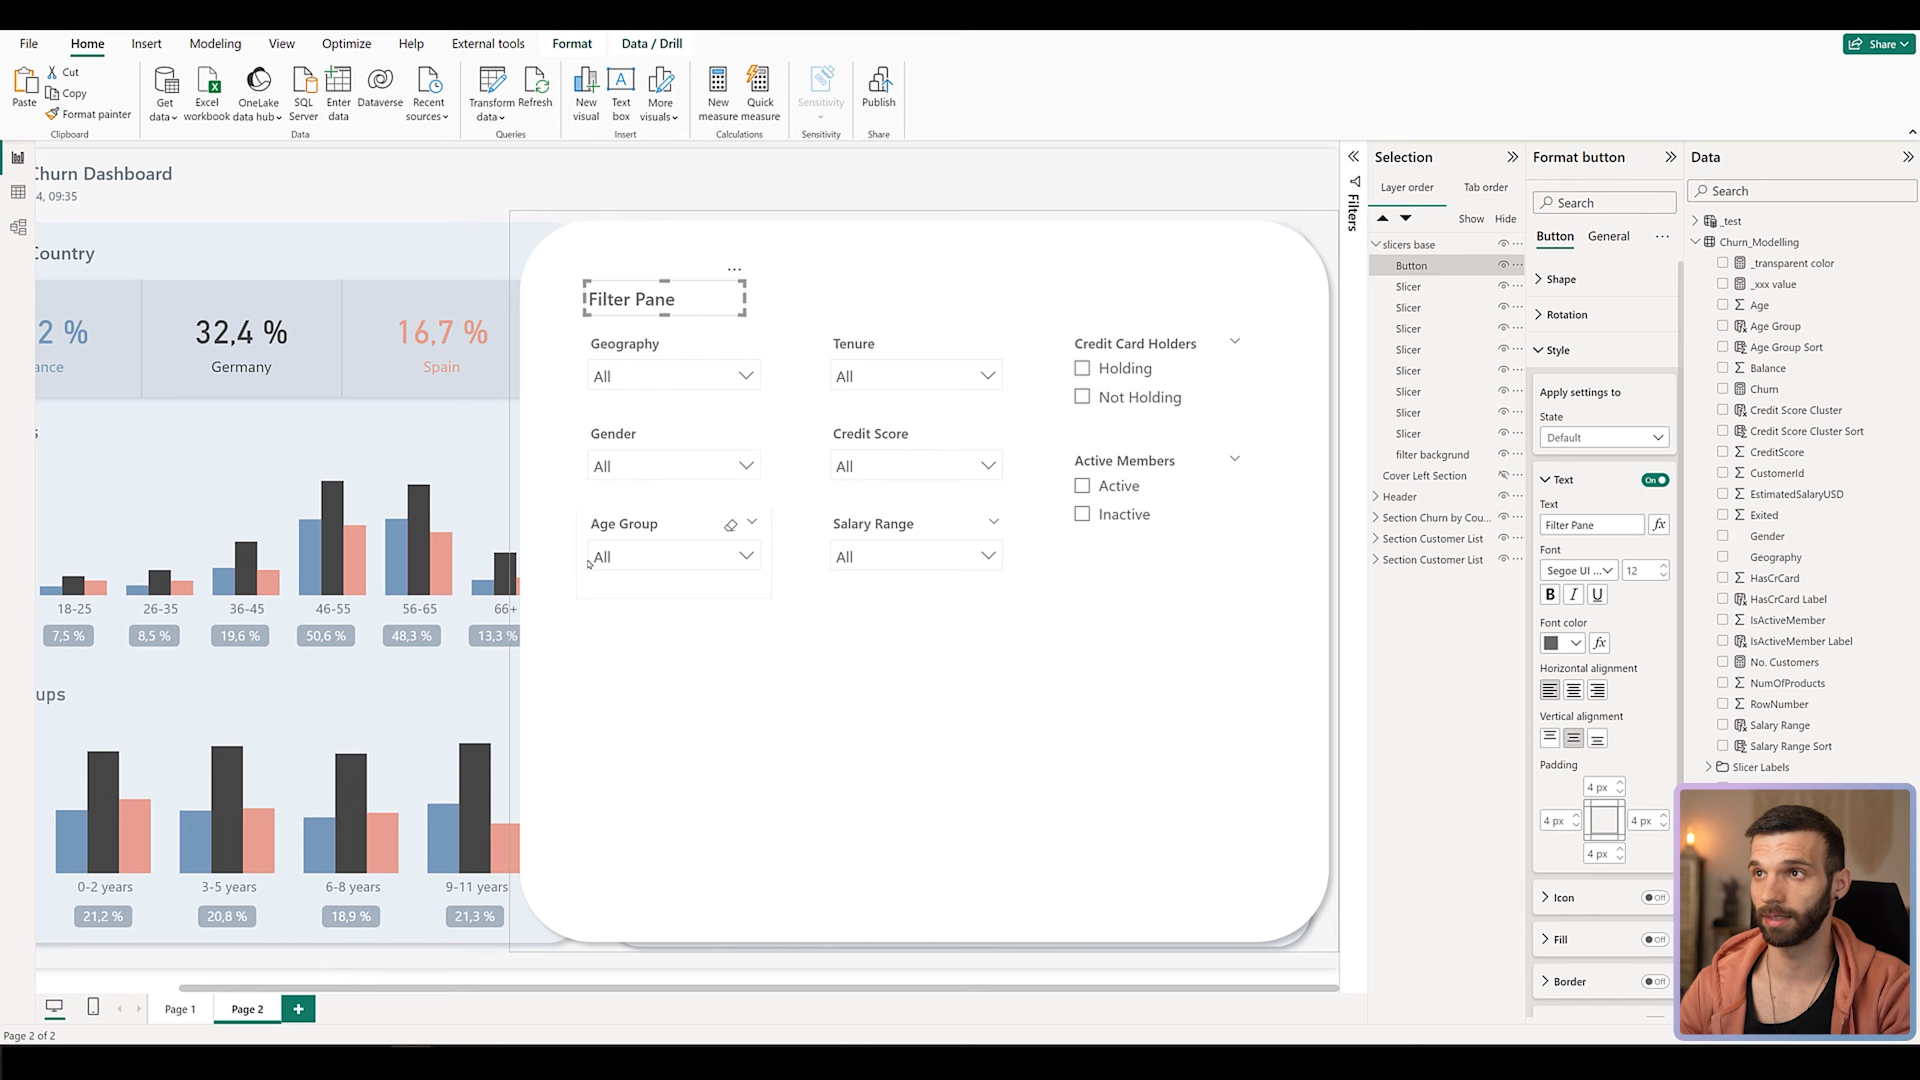 File Home Insert Modeling View Optimize Help External tools Format Data / Drill Share
Paste Cut Copy Format painter
Get data Excel workbook OneLake data hub SQL Server Enter data Dataverse Recent sources
Transform data Refresh
New visual Text box More visuals
New measure Quick measure
Sensitivity Publish
Clipboard Data Queries Insert Calculations Sensitivity Share
Churn Dashboard
4, 09:35
Country
2 % 32,4 % 16,7 %
ance Germany Spain
s
18-25 26-35 36-45 46-55 56-65 66+
7,5 % 8,5 % 19,6 % 50,6 % 48,3 % 13,3 %
ups
0-2 years 3-5 years 6-8 years 9-11 years
21,2 % 20,8 % 18,9 % 21,3 %
Filter Pane
Geography
All
Tenure
All
Credit Card Holders
Holding
Not Holding
Gender
All
Credit Score
All
Active Members
Active
Inactive
Age Group
All
Salary Range
All
Filters
Selection
Layer order Tab order
Show Hide
slicers base
Button
Slicer
Slicer
Slicer
Slicer
Slicer
Slicer
Slicer
Slicer
filter backgrund
Cover Left Section
Header
Section Churn by Cou...
Section Customer List
Section Customer List
Format button
Search
Button General
Shape
Rotation
Style
Apply settings to
State
Default
Text On
Text
Filter Pane fx
Font
Segoe UI ... 12
B I U
Font color
fx
Horizontal alignment
Vertical alignment
Padding
4 px
4 px 4 px
4 px
Icon Off
Fill Off
Border Off
Data
Search
_test
Churn_Modelling
_transparent color
_xxx value
Age
Age Group
Age Group Sort
Balance
Churn
Credit Score Cluster
Credit Score Cluster Sort
CreditScore
CustomerId
EstimatedSalaryUSD
Exited
Gender
Geography
HasCrCard
HasCrCard Label
IsActiveMember
IsActiveMember Label
No. Customers
NumOfProducts
RowNumber
Salary Range
Salary Range Sort
Slicer Labels
Page 1 Page 2 +
Page 2 of 2